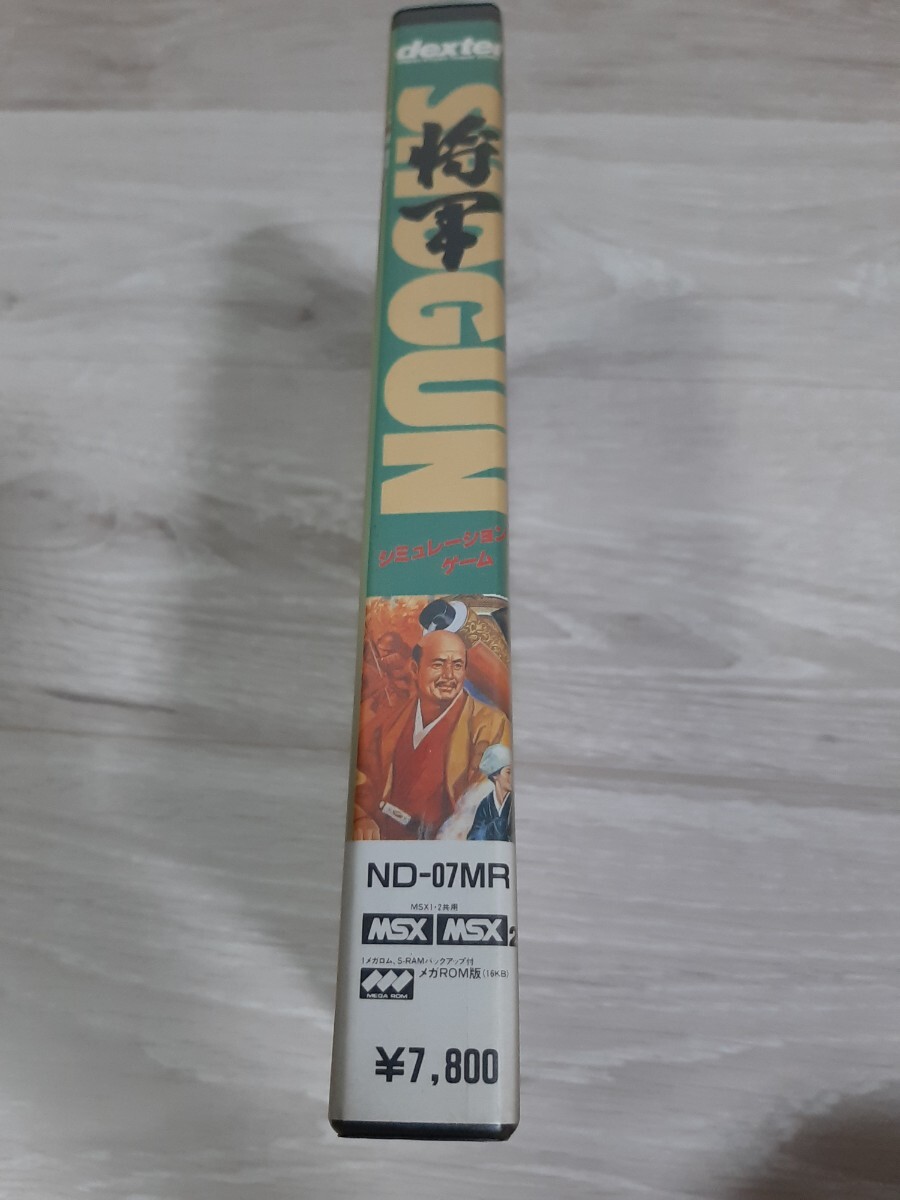 dexter
SHOGUN
将軍
シミュレーション
ゲーム
ND-07MR
MSX1・2共用
MSX MSX2
1メガロム、S-RAMバックアップ付
メガROM版(16KB)
MEGA ROM
¥7,800